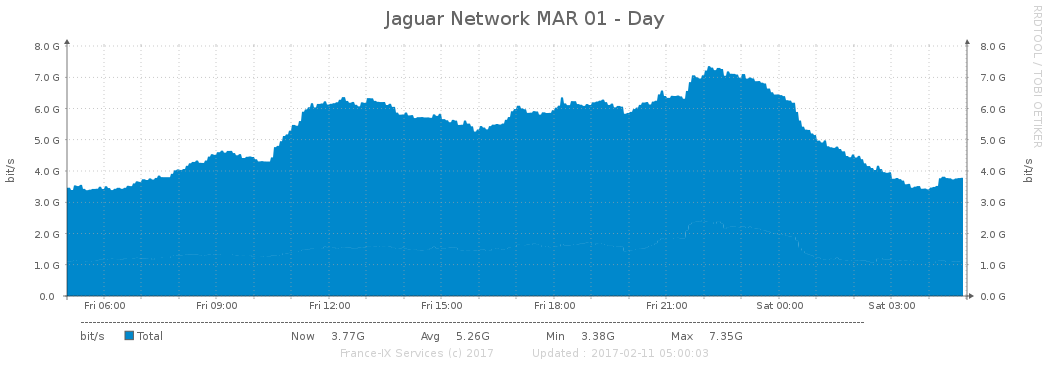 Jaguar Network MAR 01 - Day
RRDTOOL / TOBI OETIKER
bit/s
8.0 G
7.0 G
6.0 G
5.0 G
4.0 G
3.0 G
2.0 G
1.0 G
0.0
8.0 G
7.0 G
6.0 G
5.0 G
4.0 G
3.0 G
2.0 G
1.0 G
0.0 G
bit/s
Fri 06:00 Fri 09:00 Fri 12:00 Fri 15:00 Fri 18:00 Fri 21:00 Sat 00:00 Sat 03:00
bit/s Total Now 3.77G Avg 5.26G Min 3.38G Max 7.35G
France-IX Services (c) 2017 Updated : 2017-02-11 05:00:03